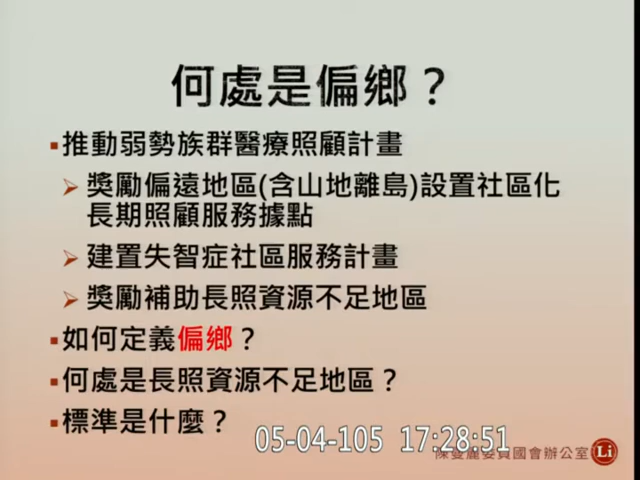 何處是偏鄉？
▪推動弱勢族群醫療照顧計畫
➢獎勵偏遠地區(含山地離島)設置社區化
長期照顧服務據點
➢建置失智症社區服務計畫
➢獎勵補助長照資源不足地區
▪如何定義偏鄉？
▪何處是長照資源不足地區？
▪標準是什麼？
05-04-105 17:28:51
陳曼麗委員國會辦公室 Li